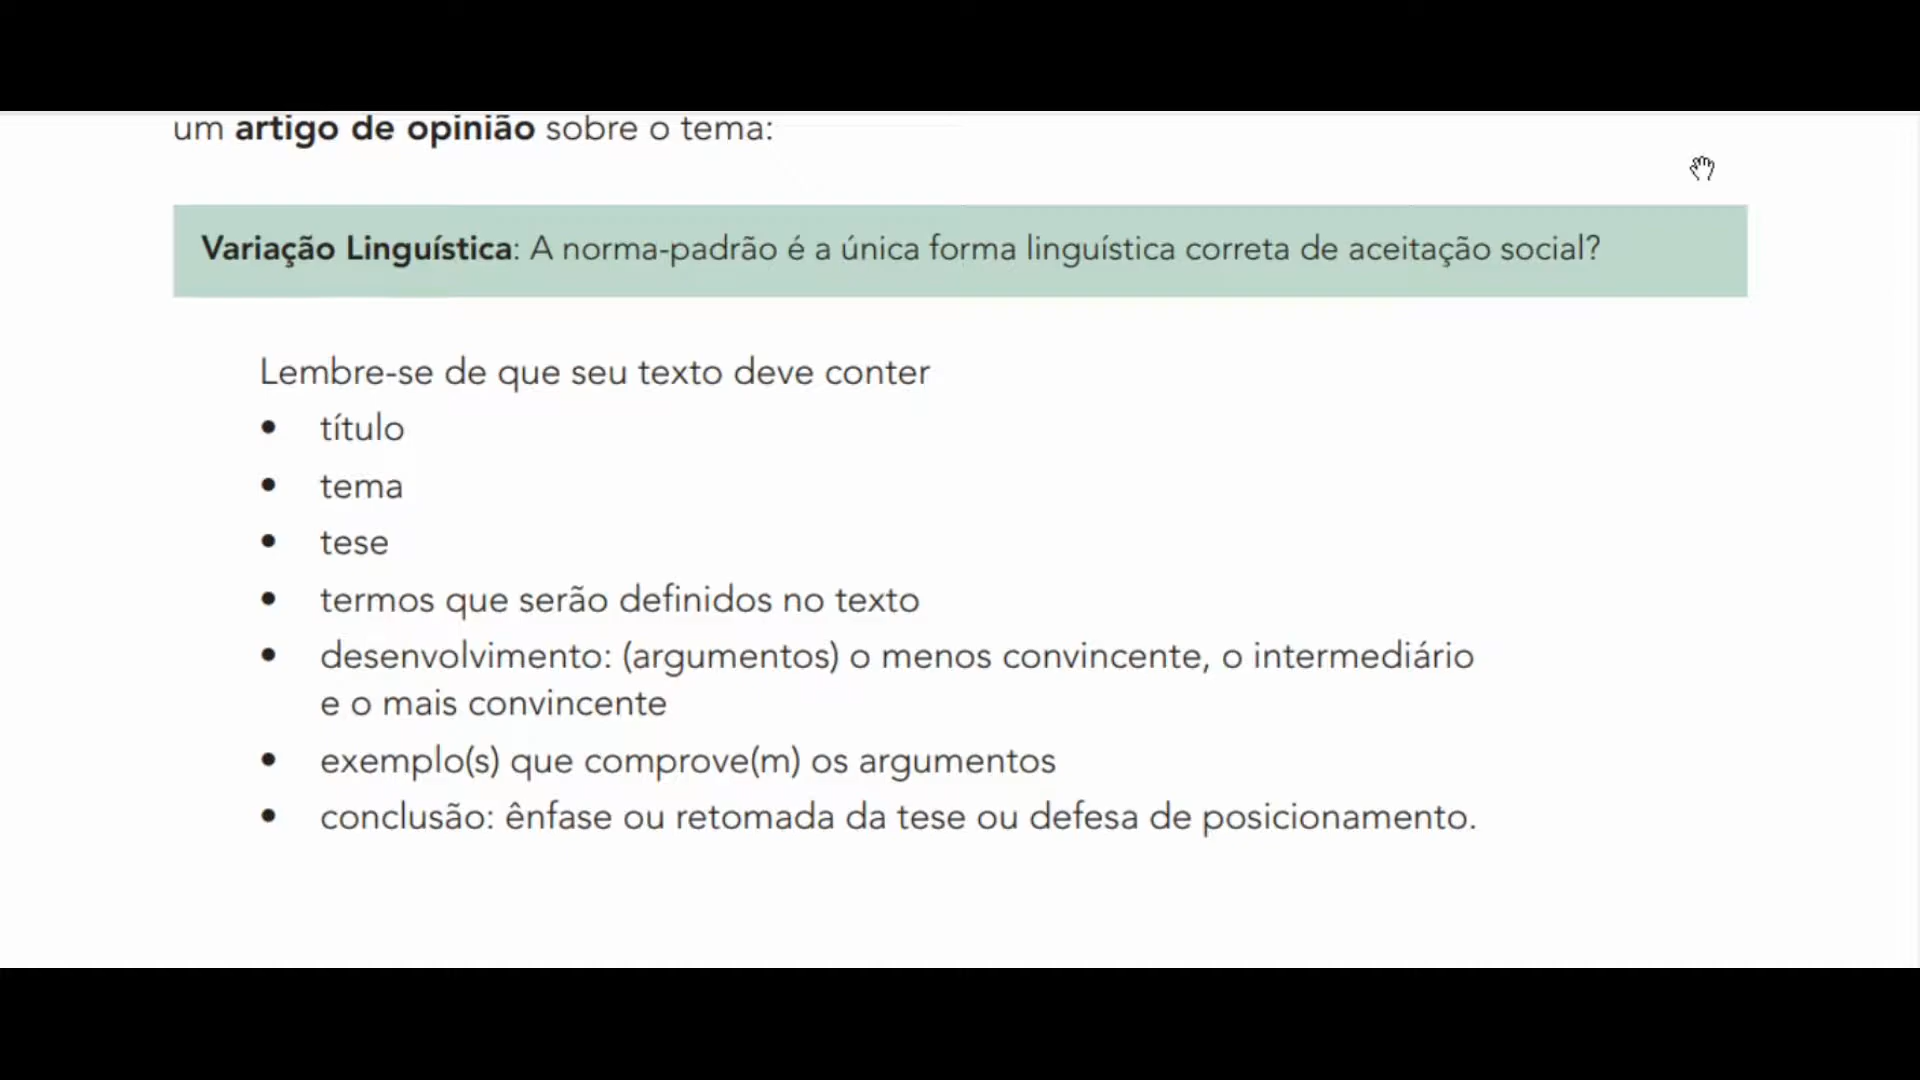 um artigo de opinião sobre o tema:
Variação Linguística: A norma-padrão é a única forma linguística correta de aceitação social?
Lembre-se de que seu texto deve conter
• título
• tema
• tese
• termos que serão definidos no texto
• desenvolvimento: (argumentos) o menos convincente, o intermediário
e o mais convincente
• exemplo(s) que comprove(m) os argumentos
• conclusão: ênfase ou retomada da tese ou defesa de posicionamento.